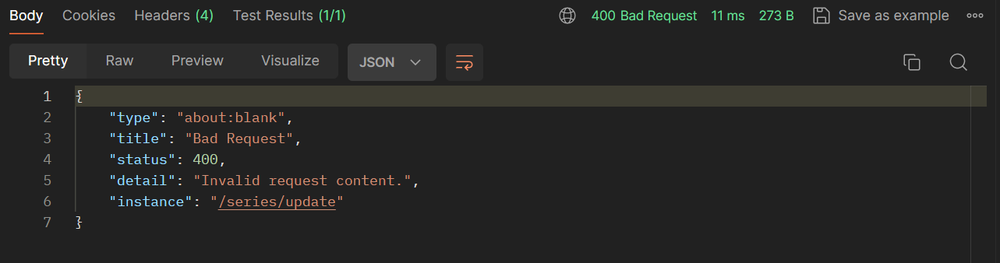 Body Cookies Headers (4) Test Results (1/1) 400 Bad Request 11 ms 273 B Save as example
Pretty Raw Preview Visualize JSON
1 {
2     "type": "about:blank",
3     "title": "Bad Request",
4     "status": 400,
5     "detail": "Invalid request content.",
6     "instance": "/series/update"
7 }